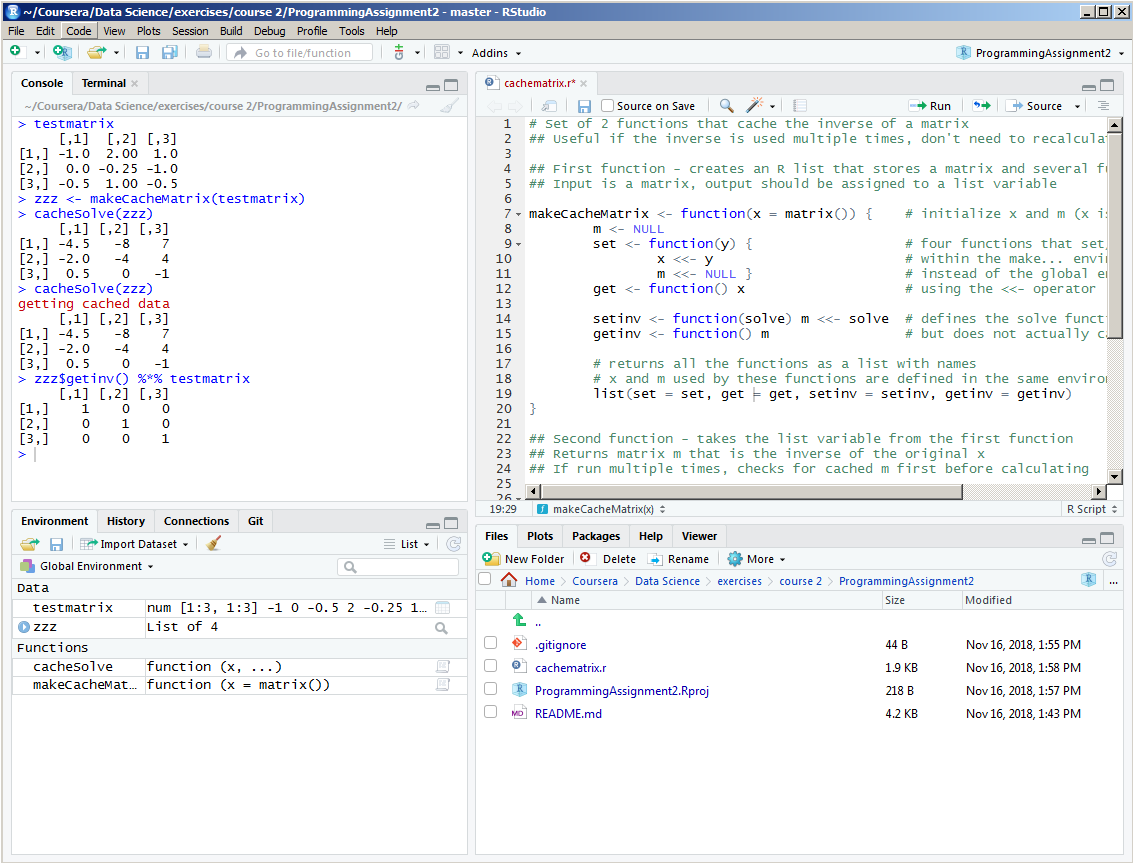 ~/Coursera/Data Science/exercises/course 2/ProgrammingAssignment2 - master - RStudio
File Edit Code View Plots Session Build Debug Profile Tools Help
Go to file/function Addins ProgrammingAssignment2
Console Terminal
~/Coursera/Data Science/exercises/course 2/ProgrammingAssignment2/
> testmatrix
[,1] [,2] [,3]
[1,] -1.0 2.00 1.0
[2,] 0.0 -0.25 -1.0
[3,] -0.5 1.00 -0.5
> zzz <- makeCacheMatrix(testmatrix)
> cacheSolve(zzz)
[,1] [,2] [,3]
[1,] -4.5 -8 7
[2,] -2.0 -4 4
[3,] 0.5 0 -1
> cacheSolve(zzz)
getting cached data
[,1] [,2] [,3]
[1,] -4.5 -8 7
[2,] -2.0 -4 4
[3,] 0.5 0 -1
> zzz$getinv() %*% testmatrix
[,1] [,2] [,3]
[1,] 1 0 0
[2,] 0 1 0
[3,] 0 0 1
>
cachematrix.r*
Source on Save Run Source
1 # Set of 2 functions that cache the inverse of a matrix
2 ## Useful if the inverse is used multiple times, don't need to recalcula
3
4 ## First function - creates an R list that stores a matrix and several f
5 ## Input is a matrix, output should be assigned to a list variable
6
7 makeCacheMatrix <- function(x = matrix()) { # initialize x and m (x i
8 m <- NULL
9 set <- function(y) { # four functions that set
10 x <<- y # within the make... envi
11 m <<- NULL } # instead of the global e
12 get <- function() x # using the <<- operator
13
14 setinv <- function(solve) m <<- solve # defines the solve funct
15 getinv <- function() m # but does not actually c
16
17 # returns all the functions as a list with names
18 # x and m used by these functions are defined in the same enviro
19 list(set = set, get = get, setinv = setinv, getinv = getinv)
20 }
21
22 ## Second function - takes the list variable from the first function
23 ## Returns matrix m that is the inverse of the original x
24 ## If run multiple times, checks for cached m first before calculating
25
26
19:29 makeCacheMatrix(x) R Script
Environment History Connections Git
Import Dataset List
Global Environment
Data
testmatrix num [1:3, 1:3] -1 0 -0.5 2 -0.25 1...
zzz List of 4
Functions
cacheSolve function (x, ...)
makeCacheMat... function (x = matrix())
Files Plots Packages Help Viewer
New Folder Delete Rename More
Home Coursera Data Science exercises course 2 ProgrammingAssignment2 ...
Name Size Modified
..
.gitignore 44 B Nov 16, 2018, 1:55 PM
cachematrix.r 1.9 KB Nov 16, 2018, 1:58 PM
ProgrammingAssignment2.Rproj 218 B Nov 16, 2018, 1:57 PM
README.md 4.2 KB Nov 16, 2018, 1:43 PM